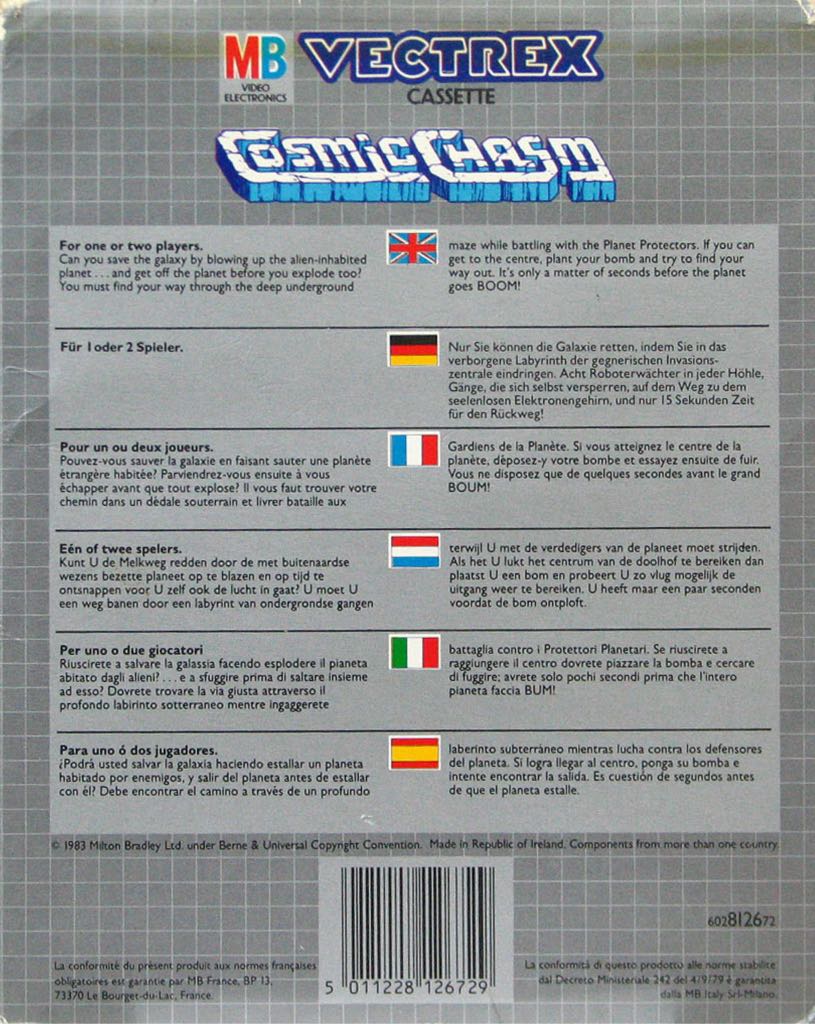 MB
VIDEO
ELECTRONICS
VECTREX
CASSETTE
COSMIC CHASM
For one or two players.
Can you save the galaxy by blowing up the alien-inhabited
planet . . . and get off the planet before you explode too?
You must find your way through the deep underground
maze while battling with the Planet Protectors. If you can
get to the centre, plant your bomb and try to find your
way out. It's only a matter of seconds before the planet
goes BOOM!
Für 1 oder 2 Spieler.
Nur Sie können die Galaxie retten, indem Sie in das
verborgene Labyrinth der gegnerischen Invasions-
zentrale eindringen. Acht Roboterwächter in jeder Höhle,
Gänge, die sich selbst versperren, auf dem Weg zu dem
seelenlosen Elektronengehirn, und nur 15 Sekunden Zeit
für den Rückweg!
Pour un ou deux joueurs.
Pouvez-vous sauver la galaxie en faisant sauter une planète
étrangère habitée? Parviendrez-vous ensuite à vous
échapper avant que tout explose? Il vous faut trouver votre
chemin dans un dédale souterrain et livrer bataille aux
Gardiens de la Planète. Si vous atteignez le centre de la
planète, déposez-y votre bombe et essayez ensuite de fuir.
Vous ne disposez que de quelques secondes avant le grand
BOUM!
Eén of twee spelers.
Kunt U de Melkweg redden door de met buitenaardse
wezens bezette planeet op te blazen en op tijd te
ontsnappen voor U zelf ook de lucht in gaat? U moet U
een weg banen door een labyrint van ondergrondse gangen
terwijl U met de verdedigers van de planeet moet strijden.
Als het U lukt het centrum van de doolhof te bereiken dan
plaatst U een bom en probeert U zo vlug mogelijk de
uitgang weer te bereiken. U heeft maar een paar seconden
voordat de bom ontploft.
Per uno o due giocatori
Riuscirete a salvare la galassia facendo esplodere il pianeta
abitato dagli alieni? . . . e a sfuggire prima di saltare insieme
ad esso? Dovrete trovare la via giusta attraverso il
profondo labirinto sotterraneo mentre ingaggerete
battaglia contro i Protettori Planetari. Se riuscirete a
raggiungere il centro dovrete piazzare la bomba e cercare
di fuggire; avrete solo pochi secondi prima che l'intero
pianeta faccia BUM!
Para uno ó dos jugadores.
¿Podrá usted salvar la galaxia haciendo estallar un planeta
habitado por enemigos, y salir del planeta antes de estallar
con él? Debe encontrar el camino a través de un profundo
laberinto subterráneo mientras lucha contra los defensores
del planeta. Si logra llegar al centro, ponga su bomba e
intente encontrar la salida. Es cuestión de segundos antes
de que el planeta estalle.
© 1983 Milton Bradley Ltd. under Berne & Universal Copyright Convention. Made in Republic of Ireland. Components from more than one country.
602812672
La conformité du présent produit aux normes françaises
obligatoires est garantie par MB France, BP 13,
73370 Le Bourget-du-Lac, France.
5 011228 126729
La conformità di questo prodotto alle norme stabilite
dal Decreto Ministeriale 242 del 4/9/79 è garantita
dalla MB Italy Srl-Milano.